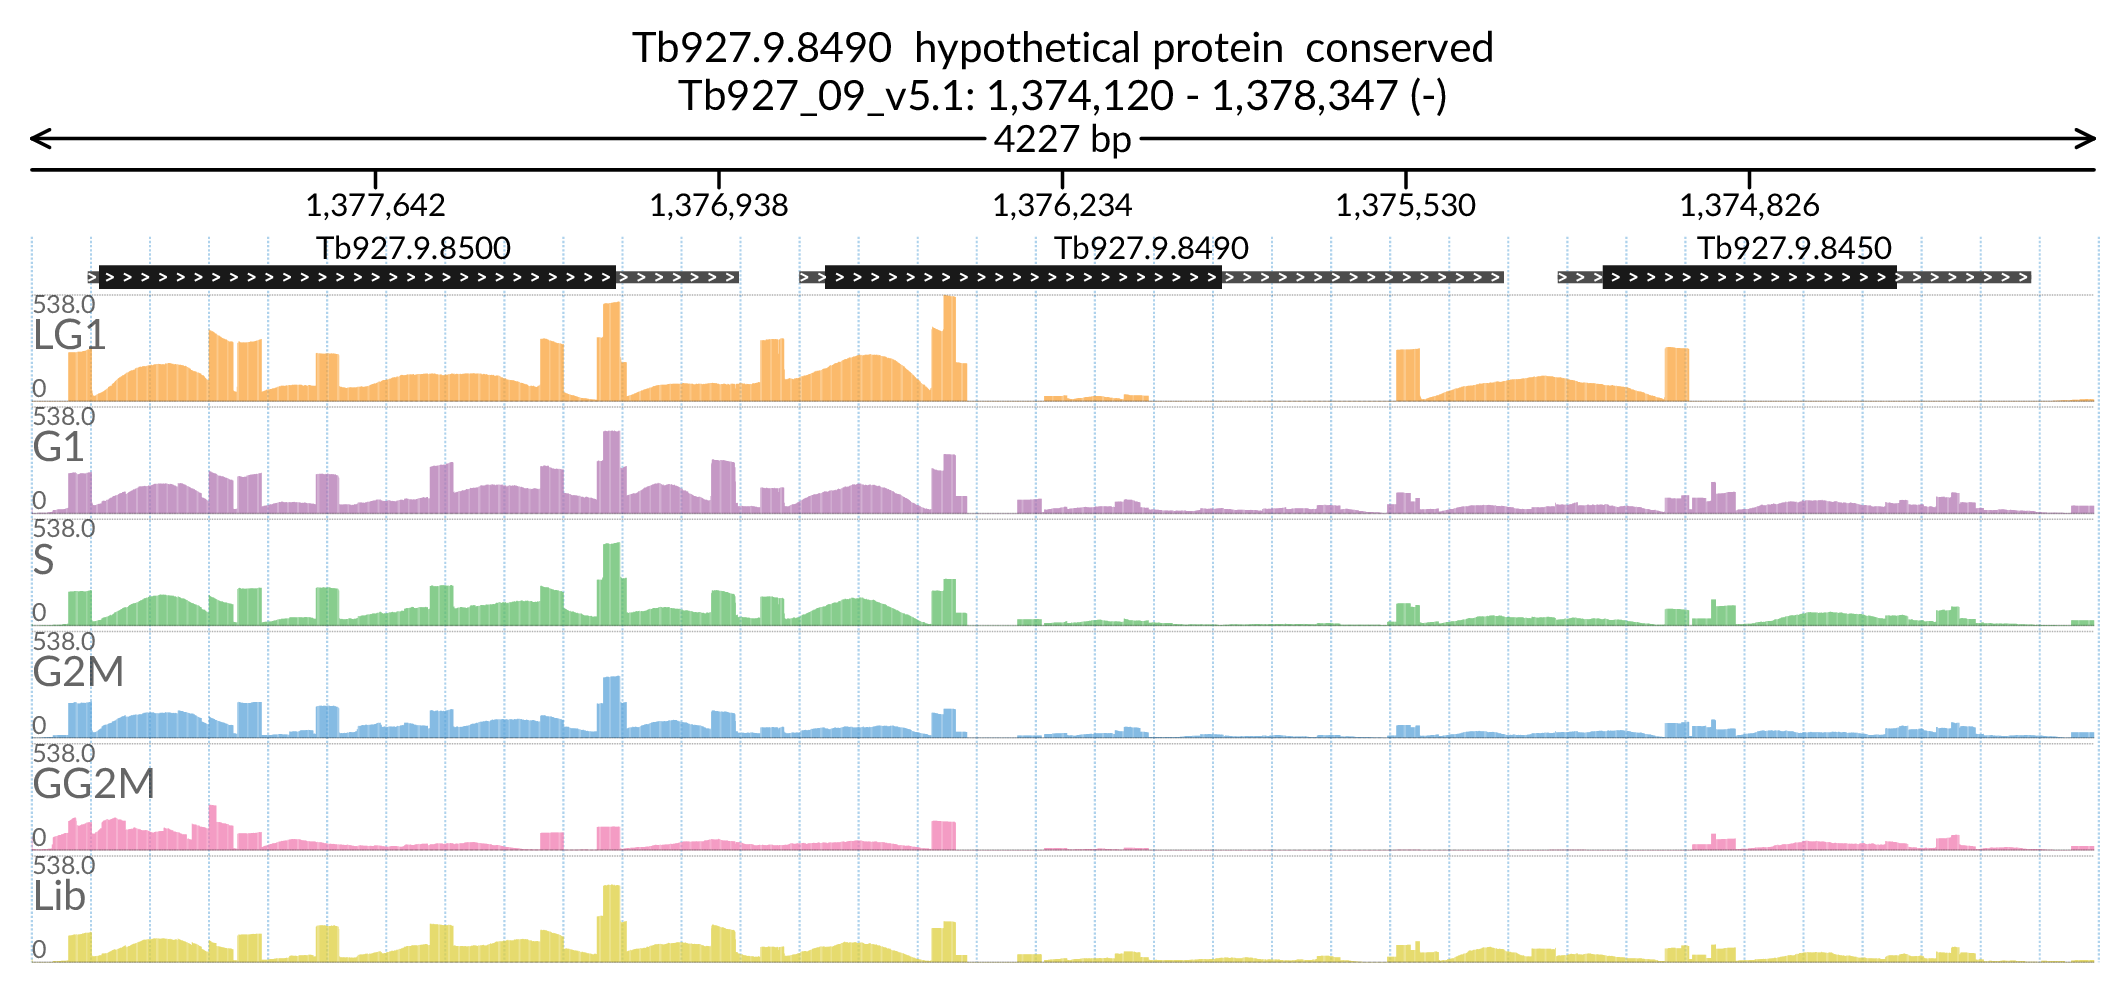 Tb927.9.8490  hypothetical protein  conserved
Tb927_09_v5.1: 1,374,120 - 1,378,347 (-)
4227 bp
1,377,642 1,376,938 1,376,234 1,375,530 1,374,826
Tb927.9.8500 Tb927.9.8490 Tb927.9.8450
538.0
LG1
0
538.0
G1
0
538.0
S
0
538.0
G2M
0
538.0
GG2M
0
538.0
Lib
0